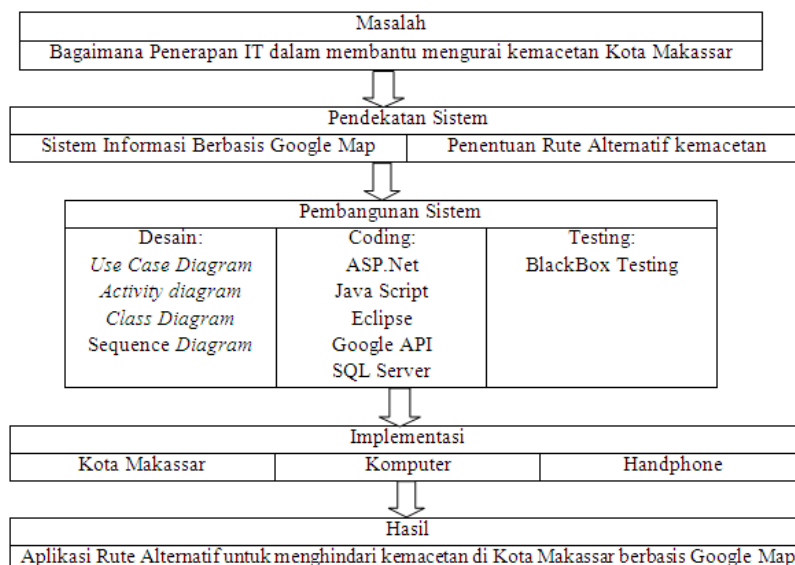 Masalah
Bagaimana Penerapan IT dalam membantu mengurai kemacetan Kota Makassar
Pendekatan Sistem
Sistem Informasi Berbasis Google Map
Penentuan Rute Alternatif kemacetan
Pembangunan Sistem
Desain:
Use Case Diagram
Activity diagram
Class Diagram
Sequence Diagram
Coding:
ASP.Net
Java Script
Eclipse
Google API
SQL Server
Testing:
BlackBox Testing
Implementasi
Kota Makassar
Komputer
Handphone
Hasil
Aplikasi Rute Alternatif untuk menghindari kemacetan di Kota Makassar berbasis Google Map